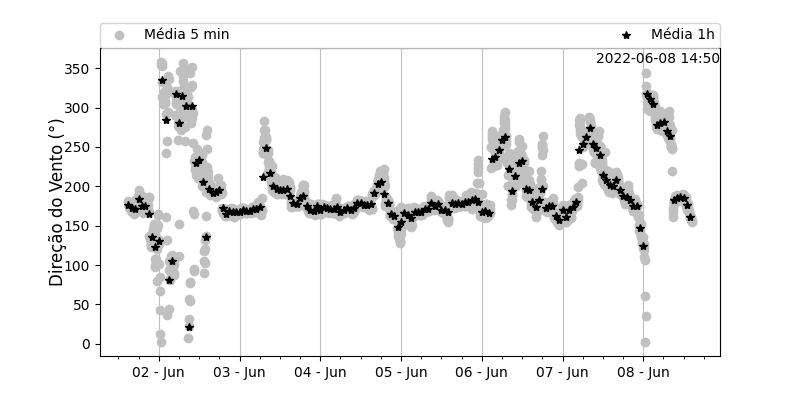 Média 5 min
Média 1h
2022-06-08 14:50
Direção do Vento (°)
350
300
250
200
150
100
50
0
02 - Jun
03 - Jun
04 - Jun
05 - Jun
06 - Jun
07 - Jun
08 - Jun